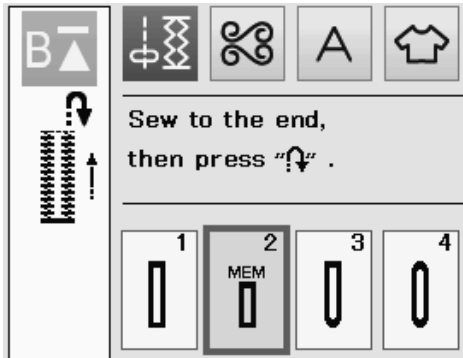 B
A
Sew to the end,
then press “↷” .
1
2
3
4
MEM